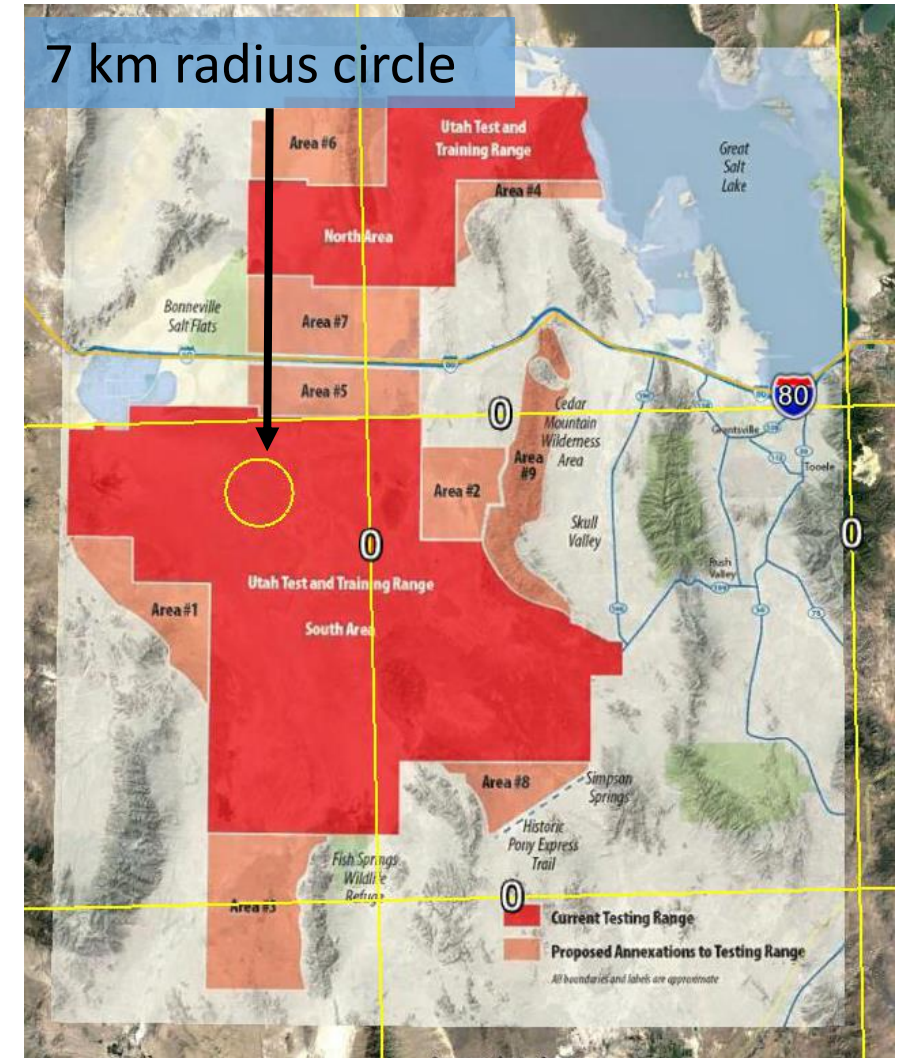 7 km radius circle
Area #6
Utah Test and
Training Range
Great
Salt
Lake
Area #4
North Area
Bonneville
Salt Flats
Area #7
80
Area #5
80
0
Cedar
Mountain
Wilderness
Area
Grantsville
Area
#9
Tooele
Area #2
Skull
Valley
0
0
Rush
Valley
Utah Test and Training Range
Area #1
South Area
Area #8
Simpson
Springs
Historic
Pony Express
Trail
Fish Springs
Wildlife
Refuge
0
Area #3
Current Testing Range
Proposed Annexations to Testing Range
All boundaries and labels are approximate